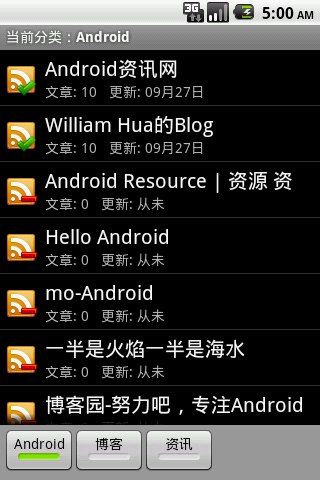 3G 5:00 AM
当前分类：Android
Android资讯网
文章: 10 更新: 09月27日
William Hua的Blog
文章: 10 更新: 09月27日
Android Resource | 资源 资
文章: 0 更新: 从未
Hello Android
文章: 0 更新: 从未
mo-Android
文章: 0 更新: 从未
一半是火焰一半是海水
文章: 0 更新: 从未
博客园-努力吧，专注Android
Android 博客 资讯